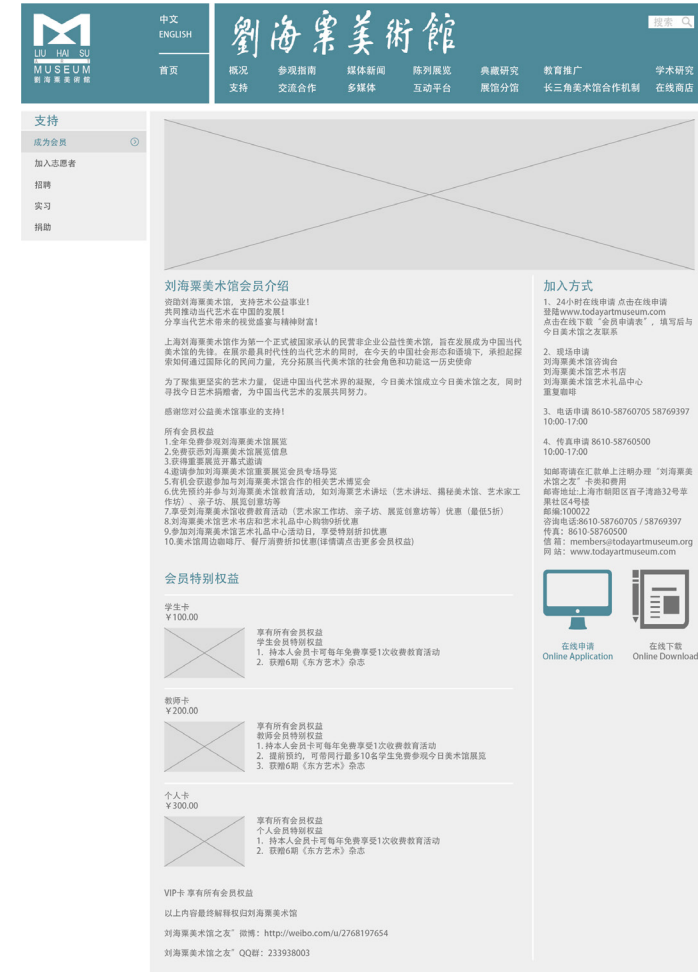 LIU HAI SU
MUSEUM
劉海粟美術館
中文
ENGLISH
首页
劉海粟美術館
搜索
概况 参观指南 媒体新闻 陈列展览 典藏研究 教育推广 学术研究
支持 交流合作 多媒体 互动平台 展馆分馆 长三角美术馆合作机制 在线商店
支持
成为会员
加入志愿者
招聘
实习
捐助
刘海粟美术馆会员介绍
资助刘海粟美术馆，支持艺术公益事业！
共同推动当代艺术在中国的发展！
分享当代艺术带来的视觉盛宴与精神财富！
上海刘海粟美术馆作为第一个正式被国家承认的民营非企业公益性美术馆，旨在发展成为中国当代
美术馆的先锋。在展示最具时代性的当代艺术的同时，在今天的中国社会形态和语境下，承担起探
索如何通过国际化的民间力量，充分拓展当代美术馆的社会角色和功能这一历史使命
为了聚集更坚实的艺术力量，促进中国当代艺术界的凝聚，今日美术馆成立今日美术馆之友，同时
寻找今日艺术捐赠者，为中国当代艺术的发展共同努力。
感谢您对公益美术馆事业的支持！
所有会员权益
1.全年免费参观刘海粟美术馆展览
2.免费获悉刘海粟美术馆展览信息
3.获得重要展览开幕式邀请
4.邀请参加刘海粟美术馆重要展览会员专场导览
5.有机会获邀参加与刘海粟美术馆合作的相关艺术博览会
6.优先预约并参与刘海粟美术馆教育活动，如刘海粟艺术讲坛（艺术讲坛、揭秘美术馆、艺术家工
作坊）、亲子坊、展览创意坊等
7.享受刘海粟美术馆收费教育活动（艺术家工作坊、亲子坊、展览创意坊等）优惠（最低5折）
8.刘海粟美术馆艺术书店和艺术礼品中心购物9折优惠
9.参加刘海粟美术馆艺术礼品中心活动日，享受特别折扣优惠
10.美术馆周边咖啡厅、餐厅消费折扣优惠(详情请点击更多会员权益)
会员特别权益
学生卡
￥100.00
享有所有会员权益
学生会员特别权益
1. 持本人会员卡可每年免费享受1次收费教育活动
2. 获赠6期《东方艺术》杂志
教师卡
￥200.00
享有所有会员权益
教师会员特别权益
1. 持本人会员卡可每年免费享受1次收费教育活动
2. 提前预约，可带同行最多10名学生免费参观今日美术馆展览
3. 获赠6期《东方艺术》杂志
个人卡
￥300.00
享有所有会员权益
个人会员特别权益
1. 持本人会员卡可每年免费享受1次收费教育活动
2. 获赠6期《东方艺术》杂志
VIP卡 享有所有会员权益
以上内容最终解释权归刘海粟美术馆
刘海粟美术馆之友”微博：http://weibo.com/u/2768197654
刘海粟美术馆之友”QQ群：233938003
加入方式
1、24小时在线申请 点击在线申请
登陆www.todayartmuseum.com
点击在线下载“会员申请表”，填写后与
今日美术馆之友联系
2、现场申请
刘海粟美术馆咨询台
刘海粟美术馆艺术书店
刘海粟美术馆艺术礼品中心
重复咖啡
3、电话申请 8610-58760705 58769397
10:00-17:00
4、传真申请 8610-58760500
10:00-17:00
如邮寄请在汇款单上注明办理“刘海粟美
术馆之友”卡类和费用
邮寄地址:上海市朝阳区百子湾路32号苹
果社区4号楼
邮编:100022
咨询电话:8610-58760705 / 58769397
传真：8610-58760500
信 箱：members@todayartmuseum.org
网 站：www.todayartmuseum.com
在线申请
Online Application
在线下载
Online Download